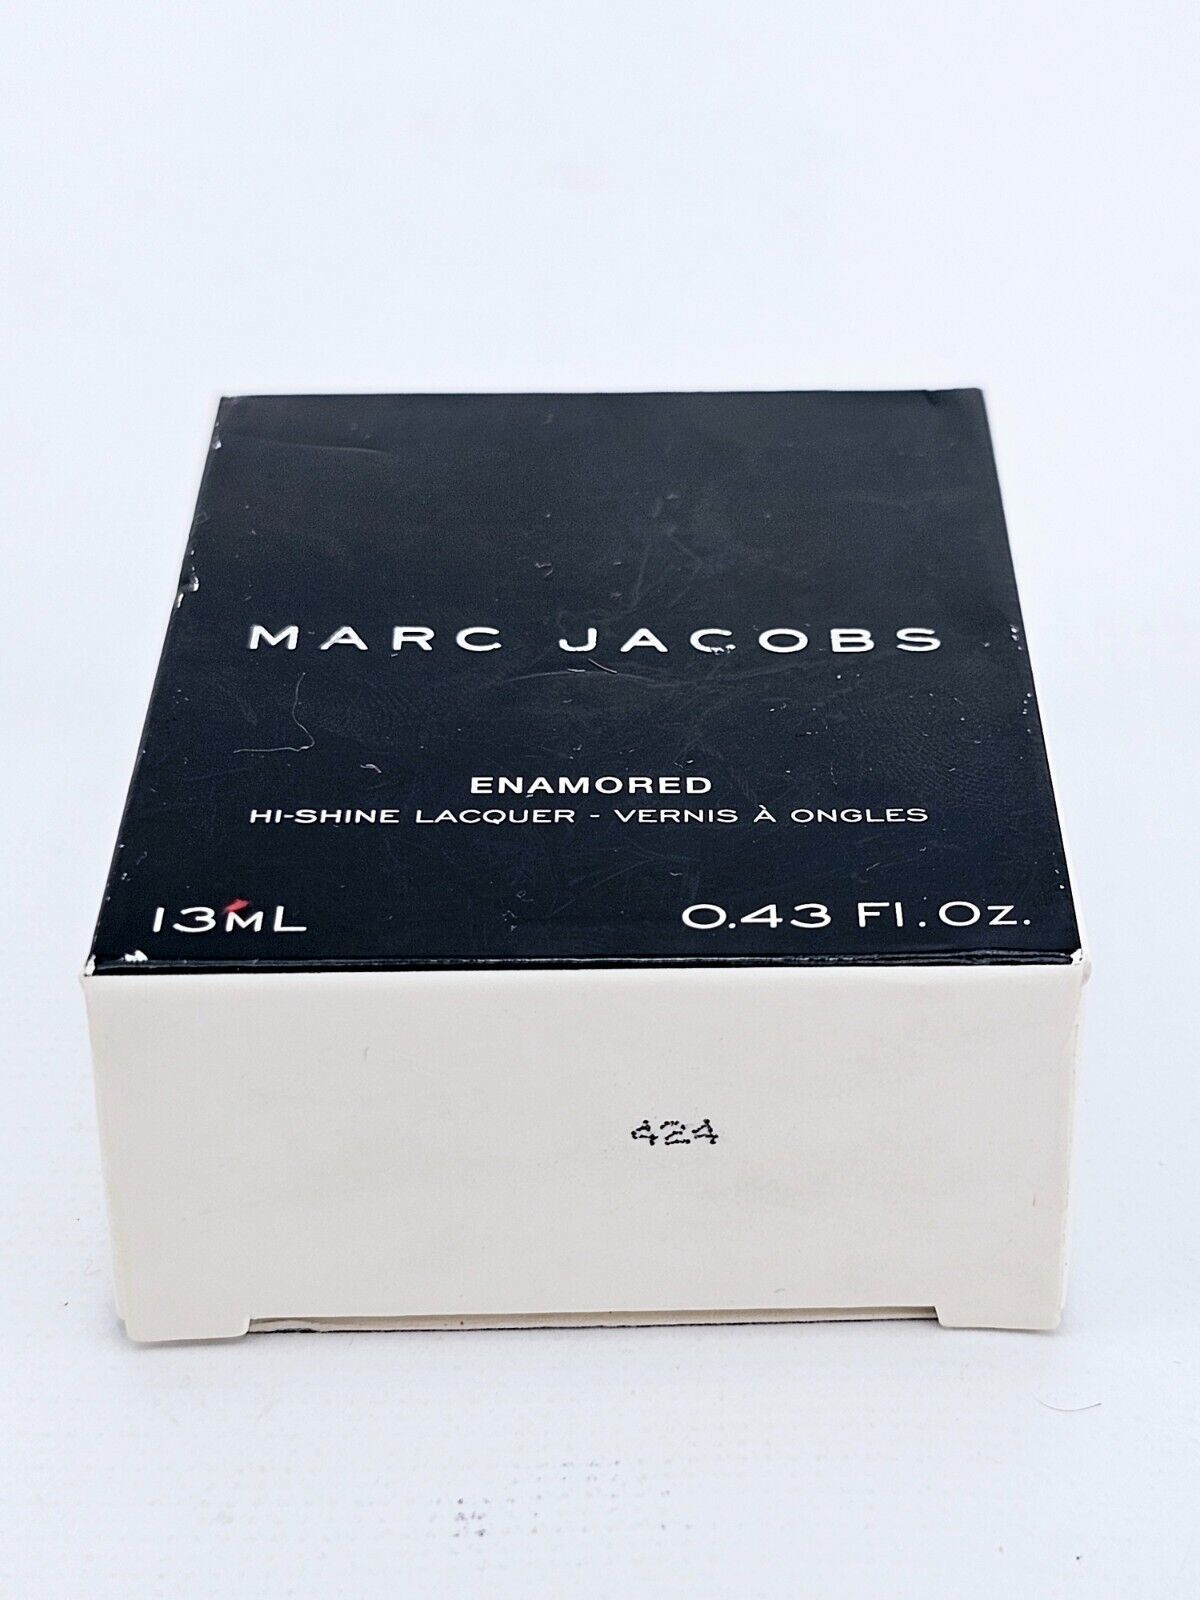 MARC JACOBS
ENAMORED
HI-SHINE LACQUER - VERNIS À ONGLES
13ML 0.43 Fl. Oz.
424